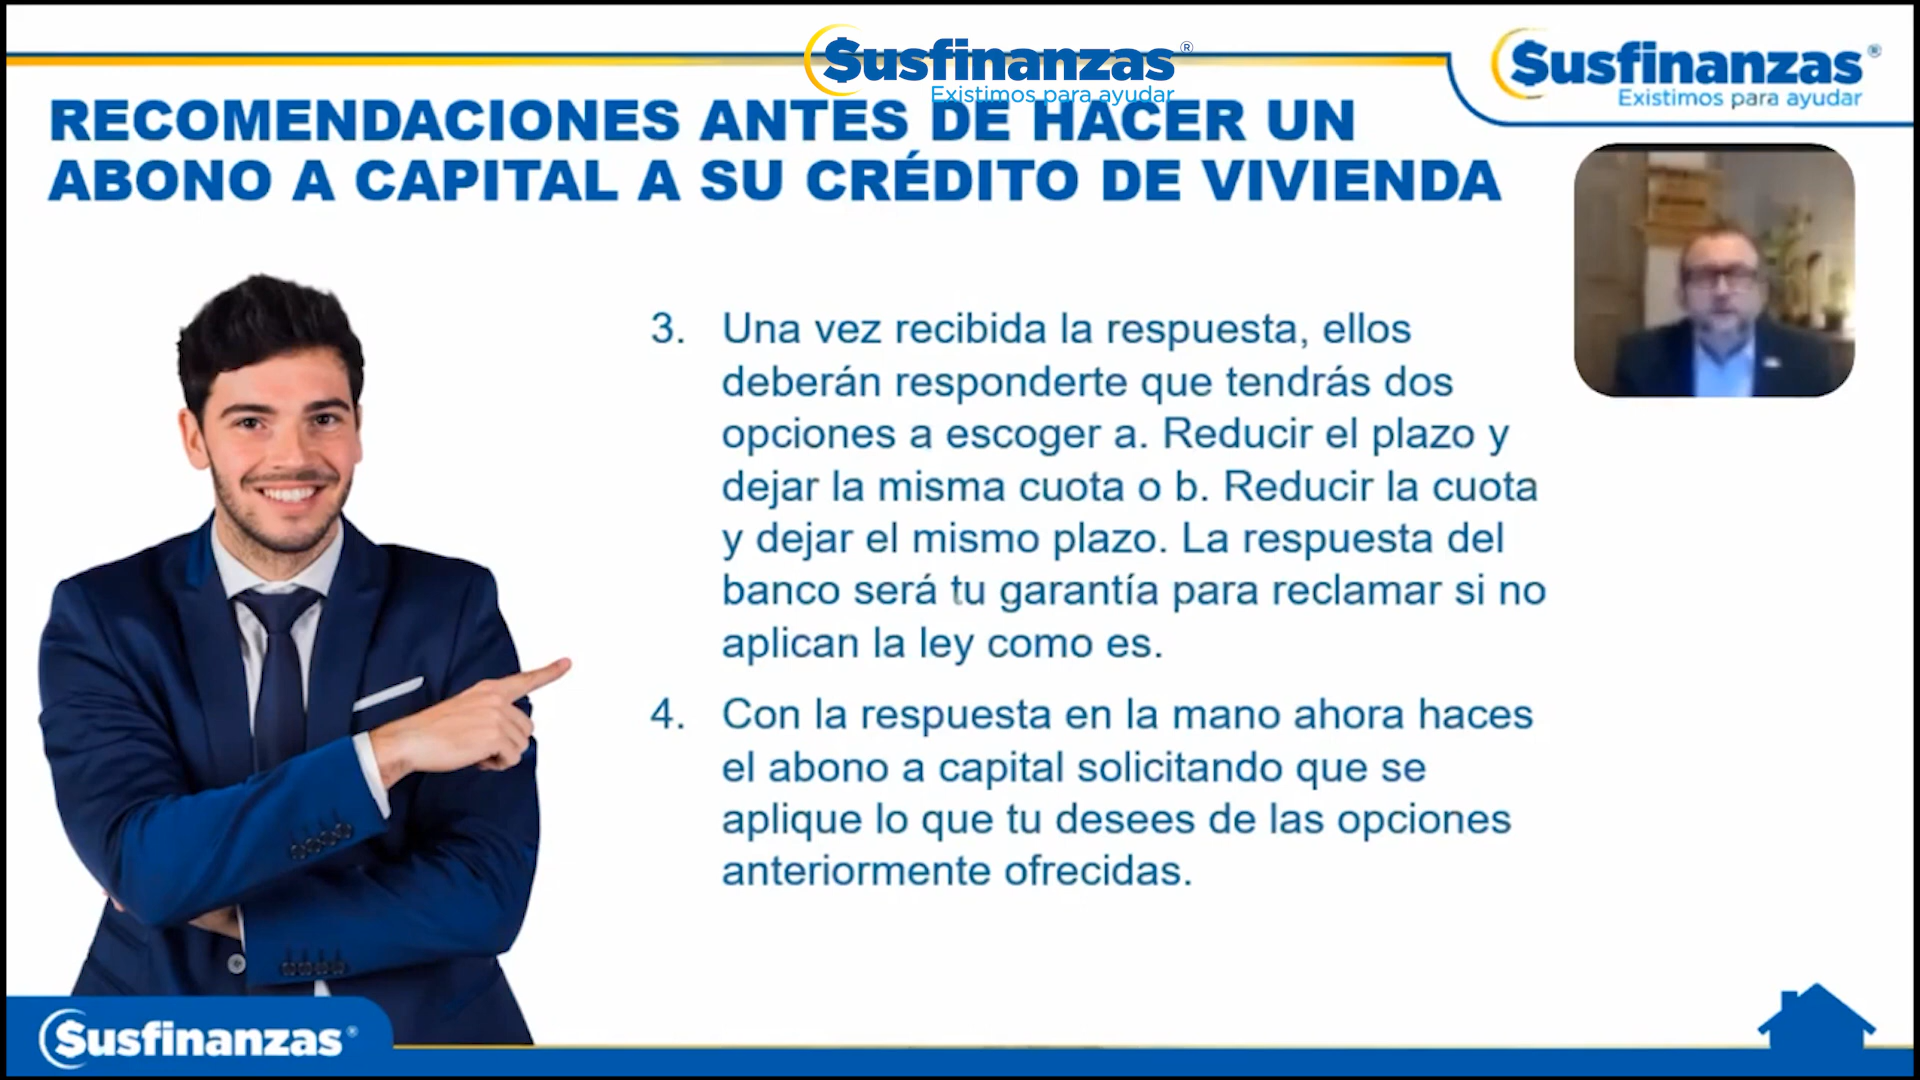 Susfinanzas®
Existimos para ayudar
Susfinanzas®
Existimos para ayudar
RECOMENDACIONES ANTES DE HACER UN
ABONO A CAPITAL A SU CRÉDITO DE VIVIENDA
3. Una vez recibida la respuesta, ellos
deberán responderte que tendrás dos
opciones a escoger a. Reducir el plazo y
dejar la misma cuota o b. Reducir la cuota
y dejar el mismo plazo. La respuesta del
banco será tu garantía para reclamar si no
aplican la ley como es.
4. Con la respuesta en la mano ahora haces
el abono a capital solicitando que se
aplique lo que tu desees de las opciones
anteriormente ofrecidas.
Susfinanzas®